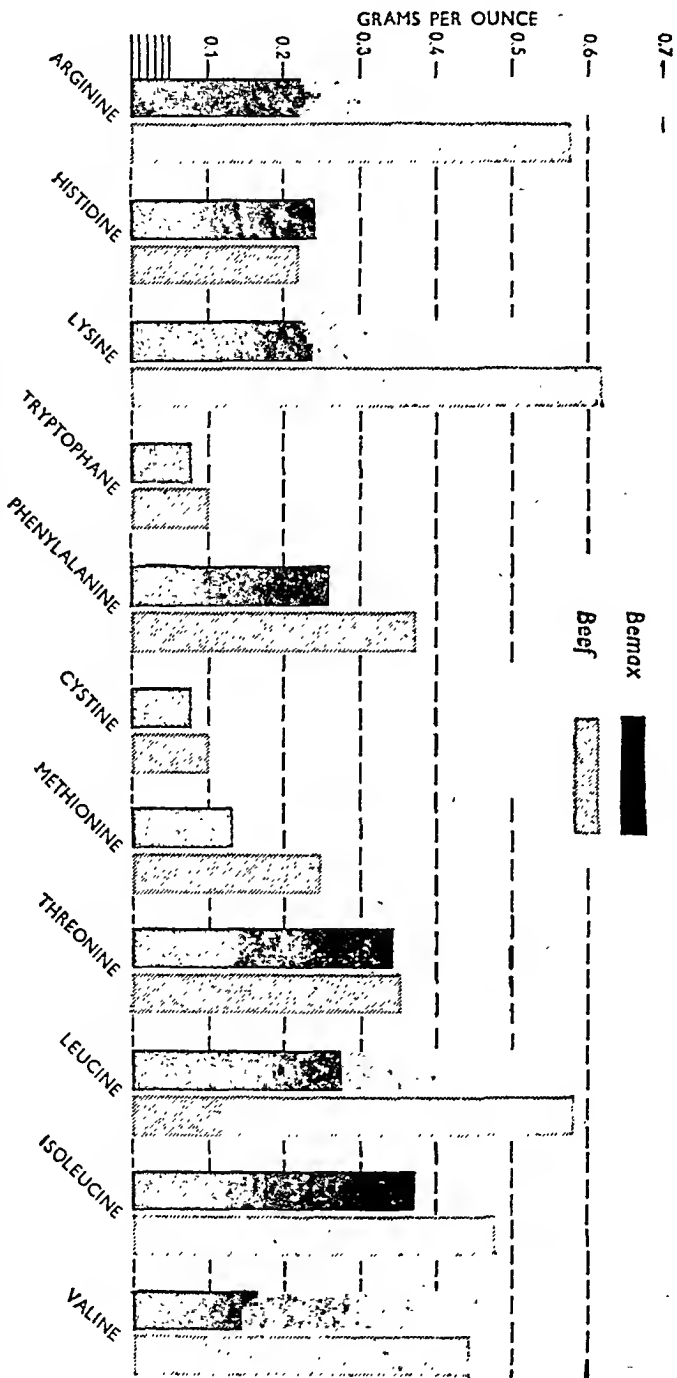 GRAMS PER OUNCE
0.7
0.6
0.5
0.4
0.3
0.2
0.1
Bemax
Beef
ARGININE
HISTIDINE
LYSINE
TRYPTOPHANE
PHENYLALANINE
CYSTINE
METHIONINE
THREONINE
LEUCINE
ISOLEUCINE
VALINE